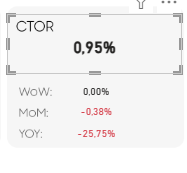 CTOR
0,95%
WoW: 0,00%
MoM: -0,38%
YOY: -25,75%